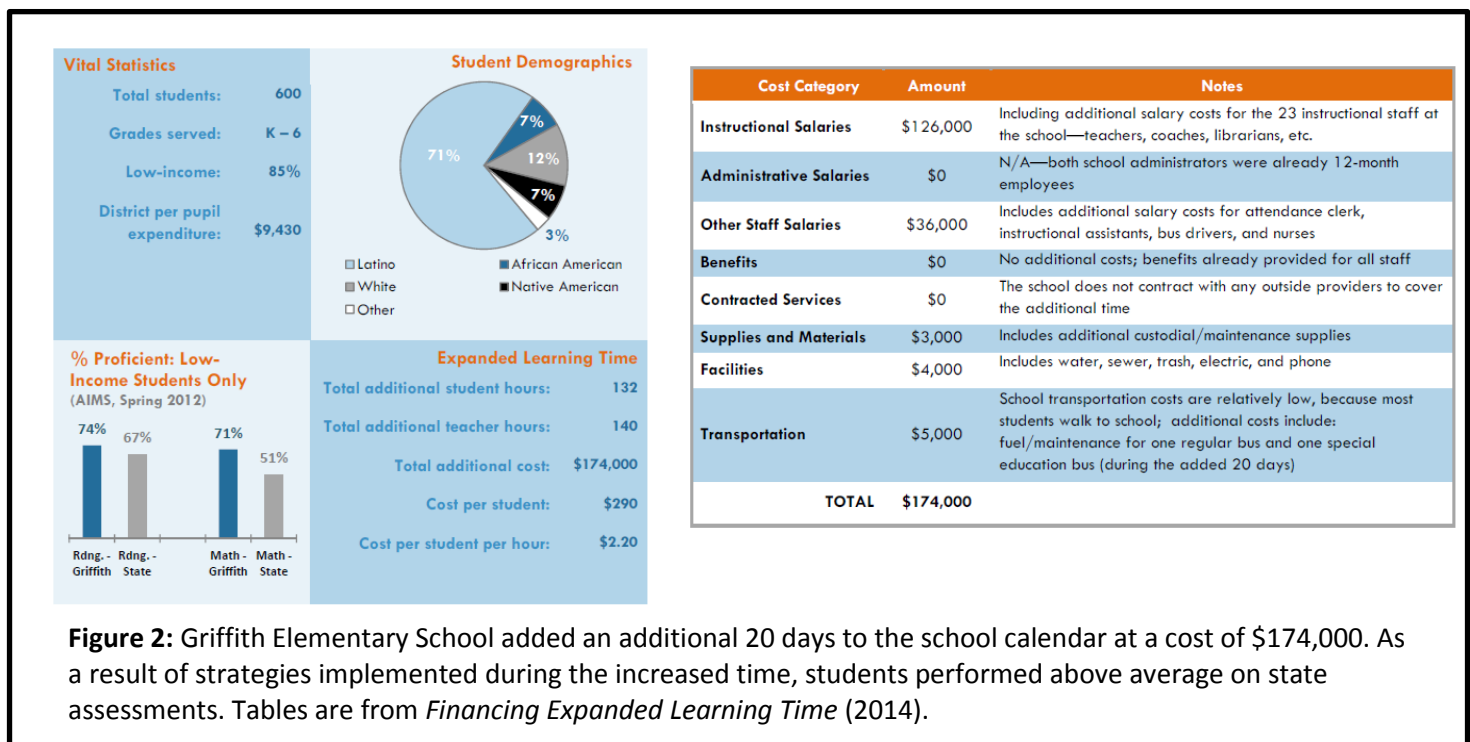 Vital Statistics
Total students: 600
Grades served: K – 6
Low-income: 85%
District per pupil
expenditure: $9,430
Student Demographics
71%
7%
12%
7%
3%
Latino
African American
White
Native American
Other
% Proficient: Low-
Income Students Only
(AIMS, Spring 2012)
74%
67%
71%
51%
Rdng. - Rdng. - Math - Math -
Griffith State Griffith State
Expanded Learning Time
Total additional student hours: 132
Total additional teacher hours: 140
Total additional cost: $174,000
Cost per student: $290
Cost per student per hour: $2.20
Cost Category Amount Notes
Instructional Salaries $126,000 Including additional salary costs for the 23 instructional staff at
the school—teachers, coaches, librarians, etc.
Administrative Salaries $0 N/A—both school administrators were already 12-month
employees
Other Staff Salaries $36,000 Includes additional salary costs for attendance clerk,
instructional assistants, bus drivers, and nurses
Benefits $0 No additional costs; benefits already provided for all staff
Contracted Services $0 The school does not contract with any outside providers to cover
the additional time
Supplies and Materials $3,000 Includes additional custodial/maintenance supplies
Facilities $4,000 Includes water, sewer, trash, electric, and phone
Transportation $5,000 School transportation costs are relatively low, because most
students walk to school; additional costs include:
fuel/maintenance for one regular bus and one special
education bus (during the added 20 days)
TOTAL $174,000
Figure 2: Griffith Elementary School added an additional 20 days to the school calendar at a cost of $174,000. As
a result of strategies implemented during the increased time, students performed above average on state
assessments. Tables are from Financing Expanded Learning Time (2014).